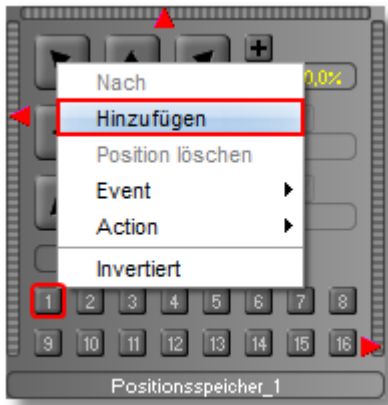 0,0%
Nach
Hinzufügen
Position löschen
Event
Action
Invertiert
1 2 3 4 5 6 7 8
9 10 11 12 13 14 15 16
Positionsspeicher_1